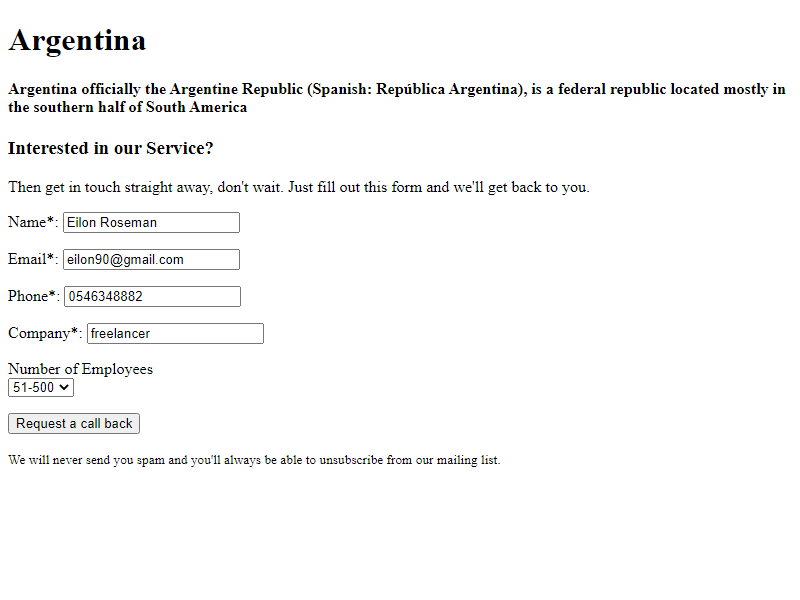 Argentina
Argentina officially the Argentine Republic (Spanish: República Argentina), is a federal republic located mostly in
the southern half of South America
Interested in our Service?
Then get in touch straight away, don't wait. Just fill out this form and we'll get back to you.
Name*: Eilon Roseman
Email*: eilon90@gmail.com
Phone*: 0546348882
Company*: freelancer
Number of Employees
51-500
Request a call back
We will never send you spam and you'll always be able to unsubscribe from our mailing list.